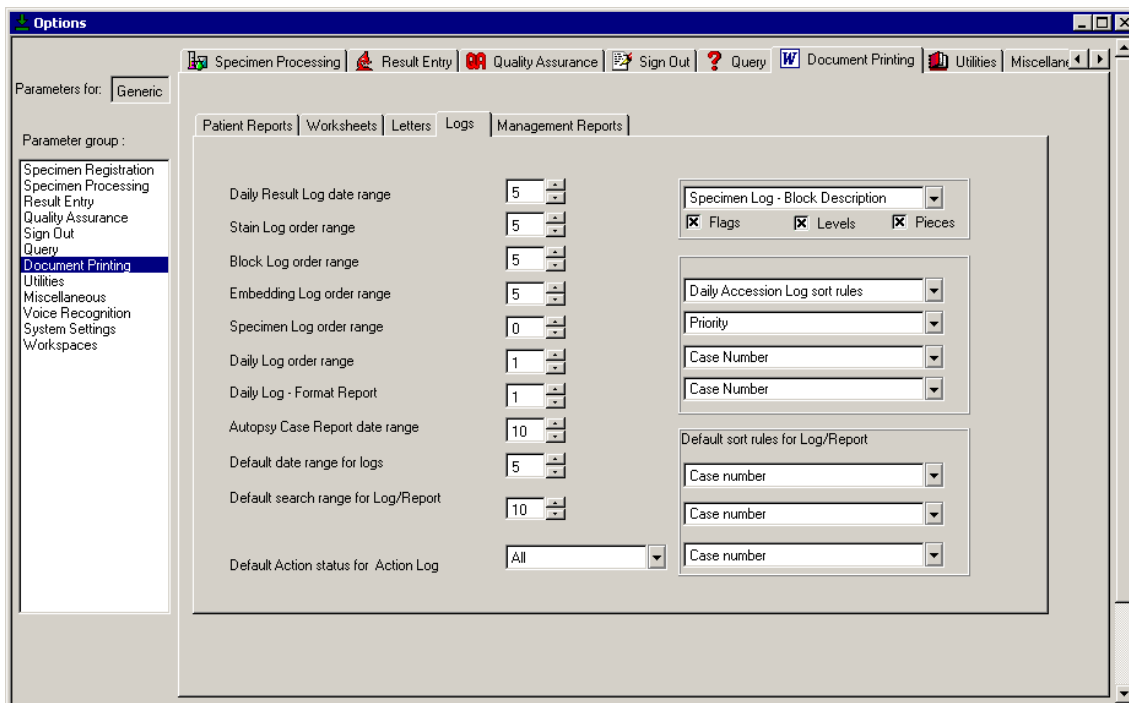 Options
Specimen Processing Result Entry Quality Assurance Sign Out Query Document Printing Utilities Miscellane
Parameters for: Generic
Parameter group :
Specimen Registration
Specimen Processing
Result Entry
Quality Assurance
Sign Out
Query
Document Printing
Utilities
Miscellaneous
Voice Recognition
System Settings
Workspaces
Patient Reports Worksheets Letters Logs Management Reports
Daily Result Log date range 5
Stain Log order range 5
Block Log order range 5
Embedding Log order range 5
Specimen Log order range 0
Daily Log order range 1
Daily Log - Format Report 1
Autopsy Case Report date range 10
Default date range for logs 5
Default search range for Log/Report 10
Default Action status for Action Log All
Specimen Log - Block Description
Flags Levels Pieces
Daily Accession Log sort rules
Priority
Case Number
Case Number
Default sort rules for Log/Report
Case number
Case number
Case number